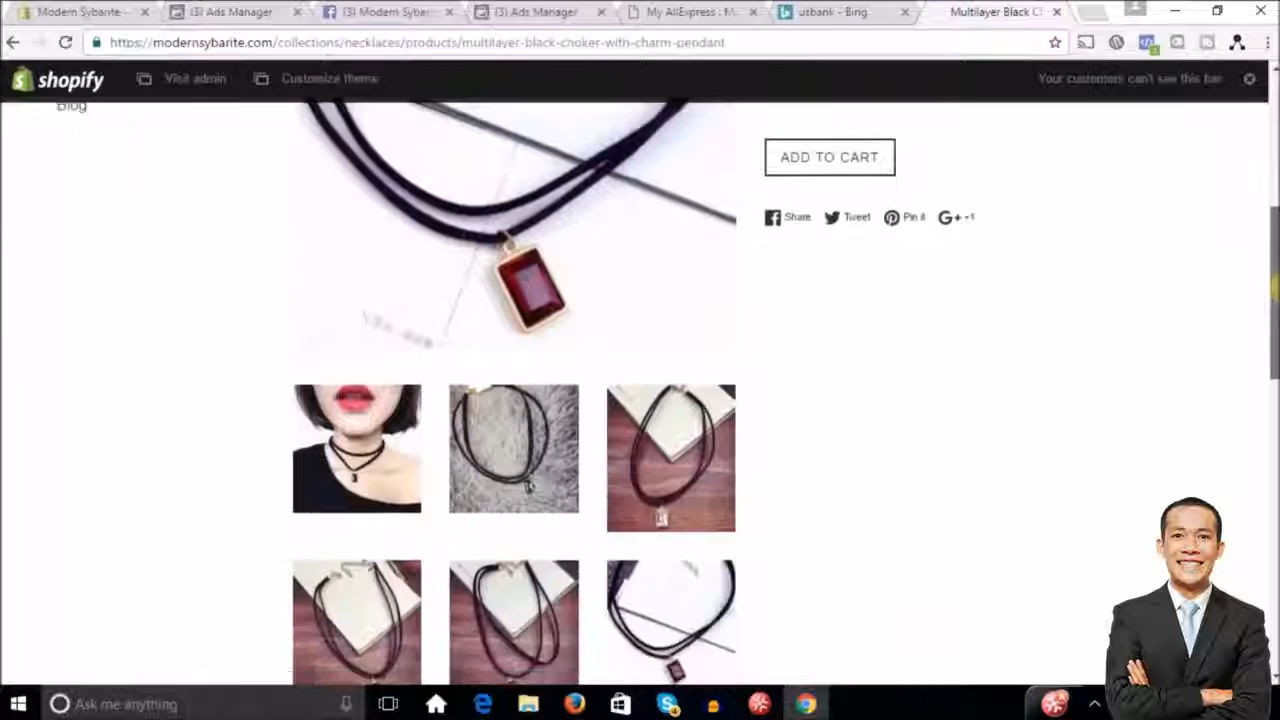 Modern Sybarite -
(3) Ads Manager
(3) Modern Sybar
(3) Ads Manager
My AliExpress : M
usbank - Bing
Multilayer Black C
https://modernsybarite.com/collections/necklaces/products/multilayer-black-choker-with-charm-pendant
shopify
Visit admin
Customize theme
Your customers can't see this bar
Blog
ADD TO CART
Share
Tweet
Pin it
+1
Ask me anything